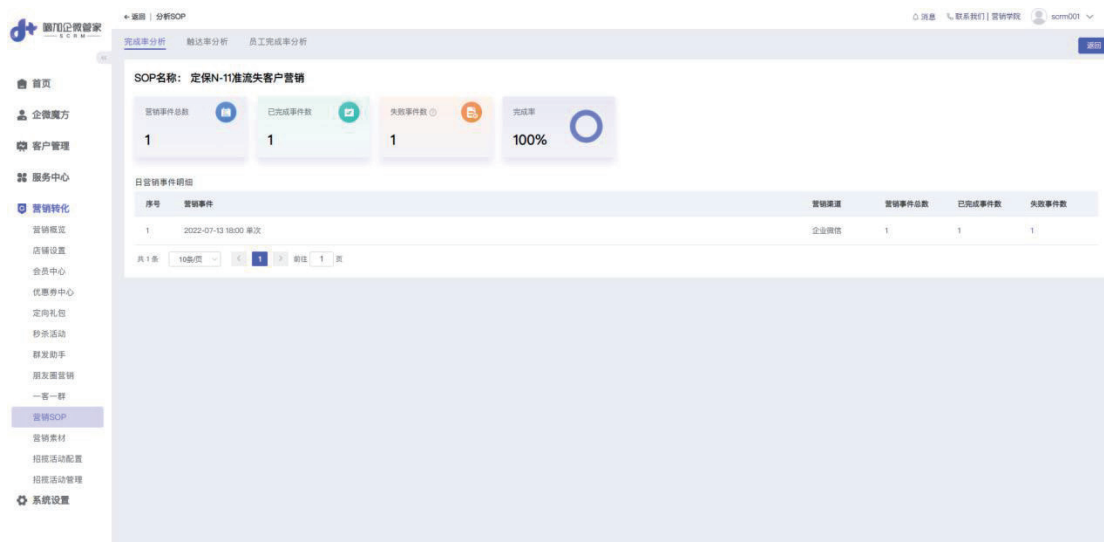 嗣加企微管家
SCRM
← 返回 | 分析SOP
消息 联系我们 | 营销学院 scrm001
完成率分析 触达率分析 员工完成率分析
返回
首页
企微魔方
客户管理
服务中心
营销转化
营销概览
店铺设置
会员中心
优惠券中心
定向礼包
秒杀活动
群发助手
朋友圈营销
一客一群
营销SOP
营销素材
招揽活动配置
招揽活动管理
系统设置
SOP名称: 定保N-11准流失客户营销
营销事件总数 已完成事件数 失败事件数 完成率
1 1 1 100%
日营销事件明细
序号 营销事件 营销渠道 营销事件总数 已完成事件数 失败事件数
1 2022-07-13 18:00 单次 企业微信 1 1 1
共 1 条 10条/页 < 1 > 前往 1 页